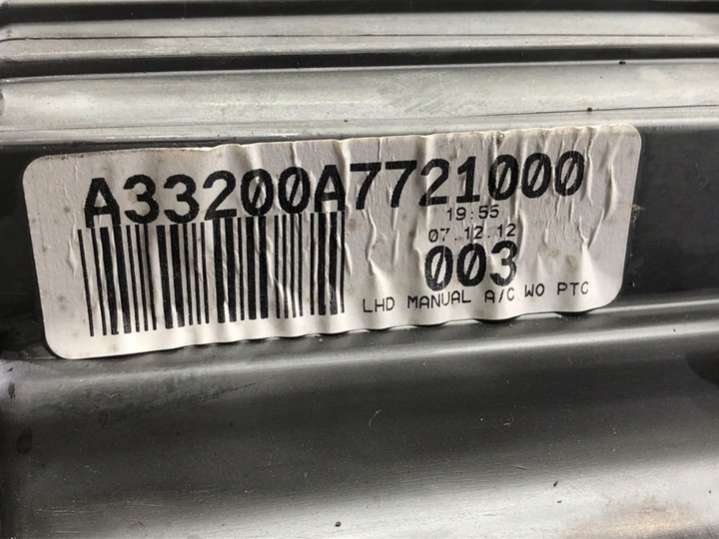 A33200A7721000
19:55
07.12.12
003
LHD MANUAL A/C WO PTC